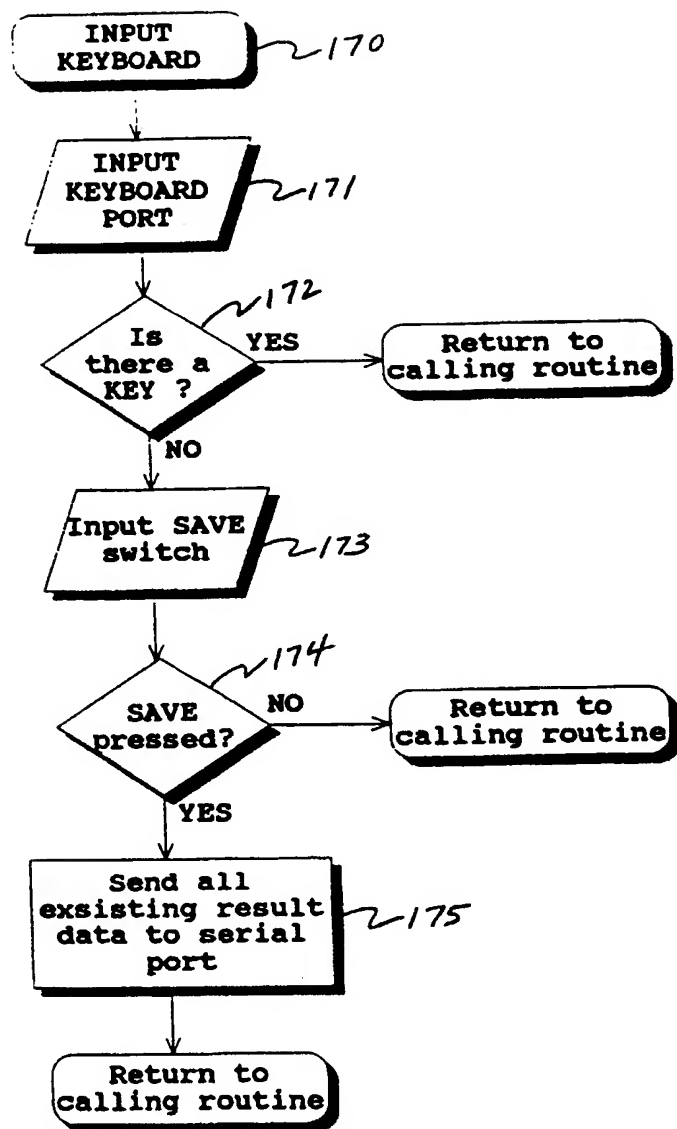 INPUT
KEYBOARD
170
INPUT
KEYBOARD
PORT
171
172
Is
there a
KEY ?
YES
Return to
calling routine
NO
Input SAVE
switch
173
174
SAVE
pressed?
NO
Return to
calling routine
YES
Send all
exsisting result
data to serial
port
175
Return to
calling routine